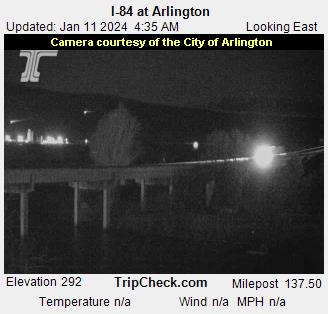 I-84 at Arlington
Updated: Jan 11 2024 4:35 AM Looking East
Camera courtesy of the City of Arlington
Elevation 292 TripCheck.com Milepost 137.50
Temperature n/a Wind n/a MPH n/a